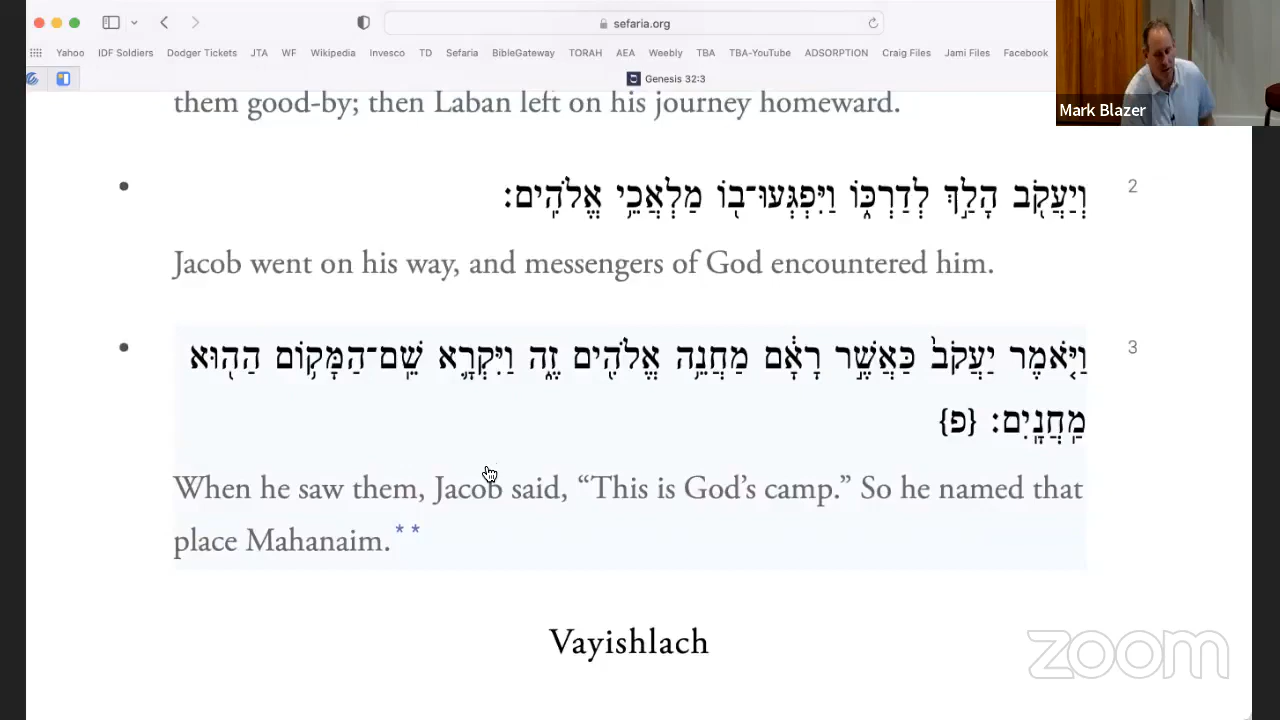 sefaria.org
Yahoo IDF Soldiers Dodger Tickets JTA WF Wikipedia Invesco TD Sefaria BibleGateway TORAH AEA Weebly TBA TBA-YouTube ADSORPTION Craig Files Jami Files Facebook
Genesis 32:3
Mark Blazer
them good-by; then Laban left on his journey homeward.
2
וְיַעֲקֹ֖ב הָלַ֣ךְ לְדַרְכּ֑וֹ וַיִּפְגְּעוּ־ב֖וֹ מַלְאֲכֵ֥י אֱלֹהִֽים׃
Jacob went on his way, and messengers of God encountered him.
3
וַיֹּ֤אמֶר יַעֲקֹב֙ כַּאֲשֶׁ֣ר רָאָ֔ם מַחֲנֵ֥ה אֱלֹהִ֖ים זֶ֑ה וַיִּקְרָ֛א שֵֽׁם־הַמָּק֥וֹם הַה֖וּא
מַֽחֲנָֽיִם׃ {פ}
When he saw them, Jacob said, “This is God’s camp.” So he named that
place Mahanaim.* *
Vayishlach
zoom